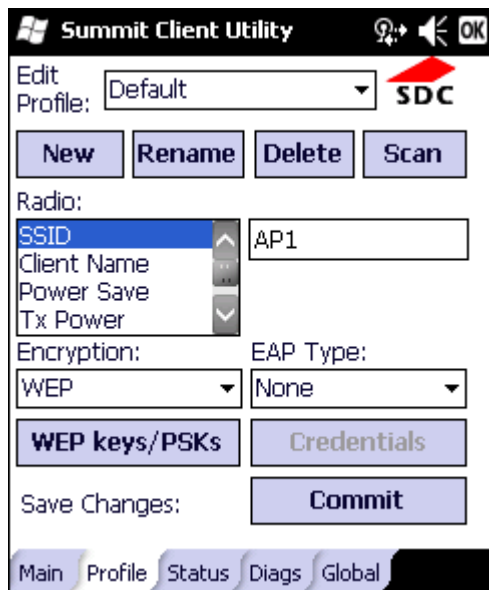 Summit Client Utility OK
Edit
Profile: Default
SDC
New Rename Delete Scan
Radio:
SSID AP1
Client Name
Power Save
Tx Power
Encryption: EAP Type:
WEP None
WEP keys/PSKs Credentials
Save Changes: Commit
Main Profile Status Diags Global